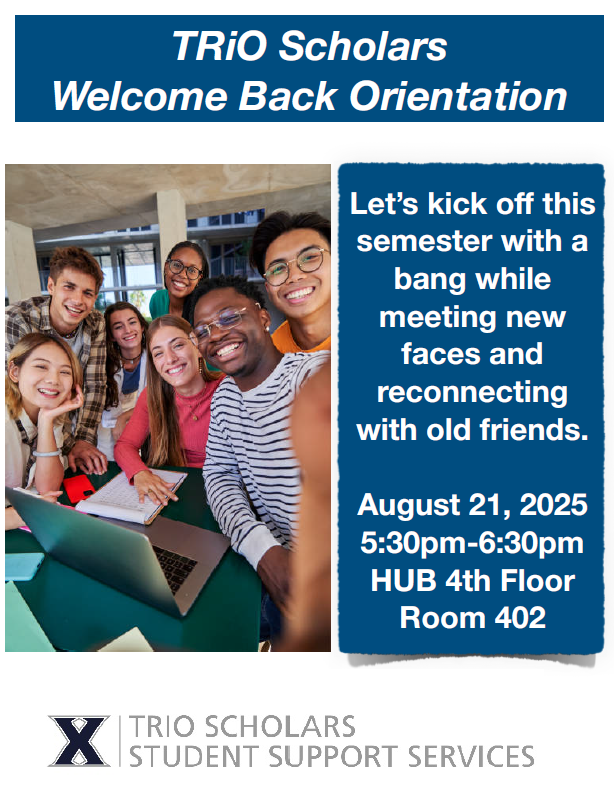 TRiO Scholars
Welcome Back Orientation
Let's kick off this
semester with a
bang while
meeting new
faces and
reconnecting
with old friends.
August 21, 2025
5:30pm-6:30pm
HUB 4th Floor
Room 402
X
TRIO SCHOLARS
STUDENT SUPPORT SERVICES